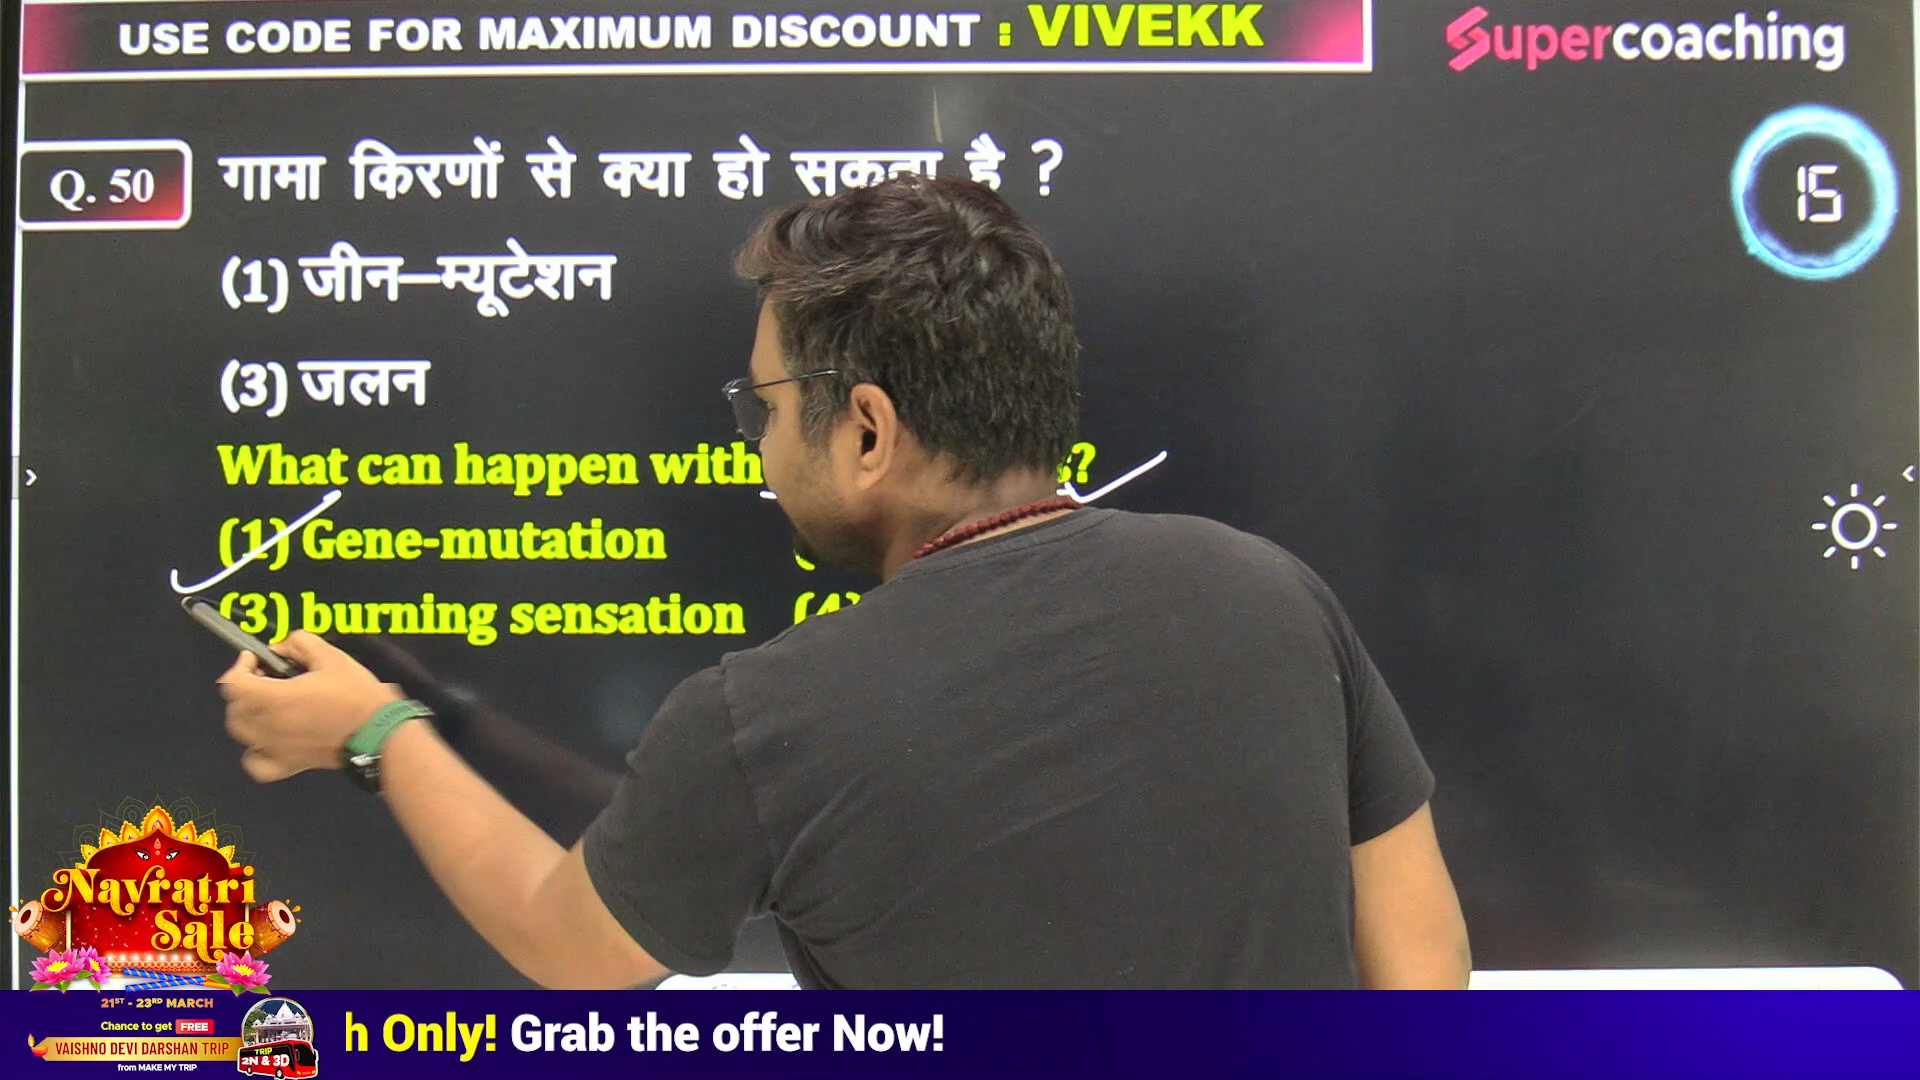 USE CODE FOR MAXIMUM DISCOUNT : VIVEKK
Supercoaching
Q. 50
गामा किरणों से क्या हो सकता है ?
15
(1) जीन–म्यूटेशन
(3) जलन
What can happen with
?
(1) Gene-mutation
(3) burning sensation (4)
Navratri
Sale
21ST - 23RD MARCH
Chance to get FREE
VAISHNO DEVI DARSHAN TRIP
from MAKE MY TRIP
TRIP
2N & 3D
h Only! Grab the offer Now!